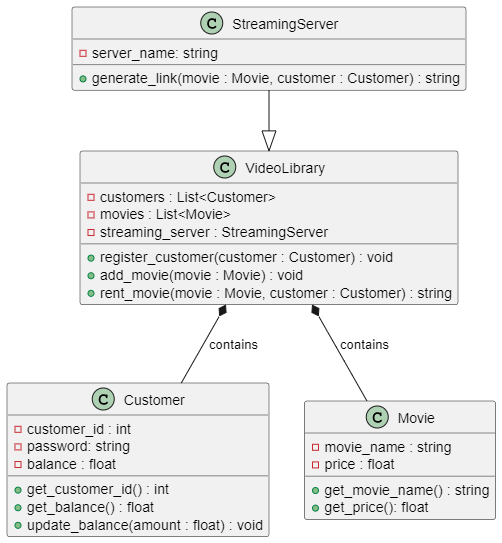 C StreamingServer
server_name: string
generate_link(movie : Movie, customer : Customer) : string
C VideoLibrary
customers : List<Customer>
movies : List<Movie>
streaming_server : StreamingServer
register_customer(customer : Customer) : void
add_movie(movie : Movie) : void
rent_movie(movie : Movie, customer : Customer) : string
contains
contains
C Customer
customer_id : int
password: string
balance : float
get_customer_id() : int
get_balance() : float
update_balance(amount : float) : void
C Movie
movie_name : string
price : float
get_movie_name() : string
get_price(): float